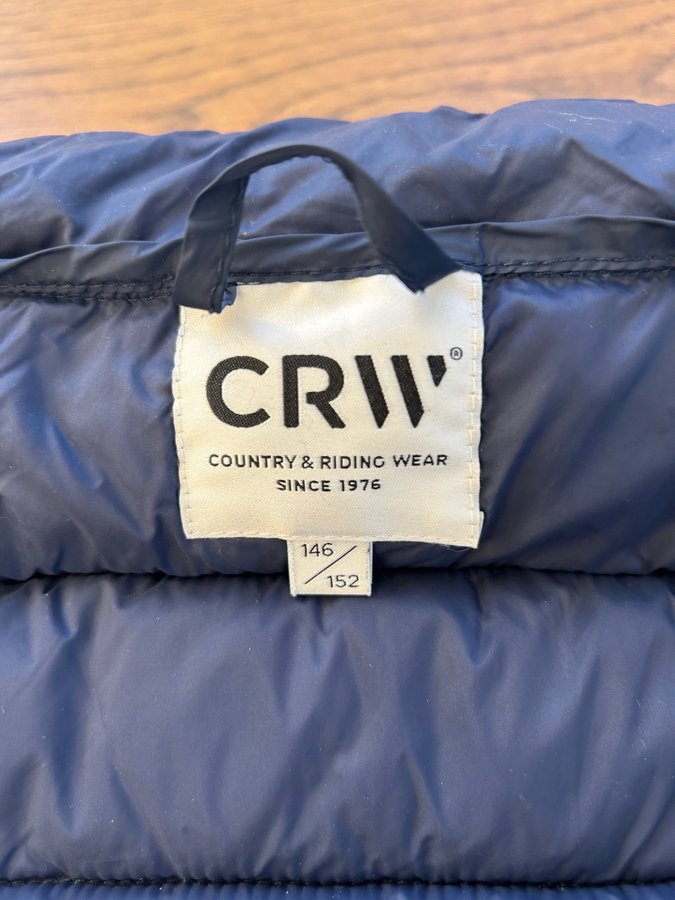 CRW®
COUNTRY & RIDING WEAR
SINCE 1976
146/
152